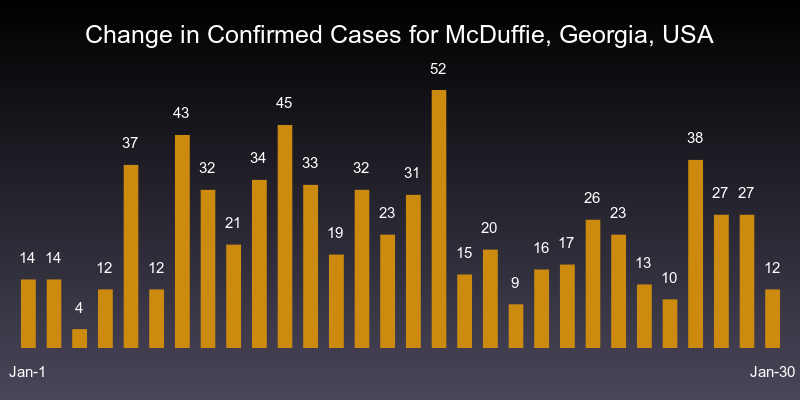 Change in Confirmed Cases for McDuffie, Georgia, USA
14 14 4 12 37 12 43 32 21 34 45 33 19 32 23 31 52 15 20 9 16 17 26 23 13 10 38 27 27 12
Jan-1 Jan-30